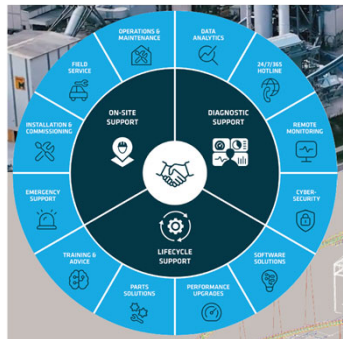 OPERATIONS &
MAINTENANCE
DATA
ANALYTICS
FIELD
SERVICE
24/7/365
HOTLINE
ON-SITE
SUPPORT
DIAGNOSTIC
SUPPORT
INSTALLATION &
COMMISSIONING
REMOTE
MONITORING
EMERGENCY
SUPPORT
CYBER-
SECURITY
LIFECYCLE
SUPPORT
TRAINING &
ADVICE
SOFTWARE
SOLUTIONS
PARTS
SOLUTIONS
PERFORMANCE
UPGRADES